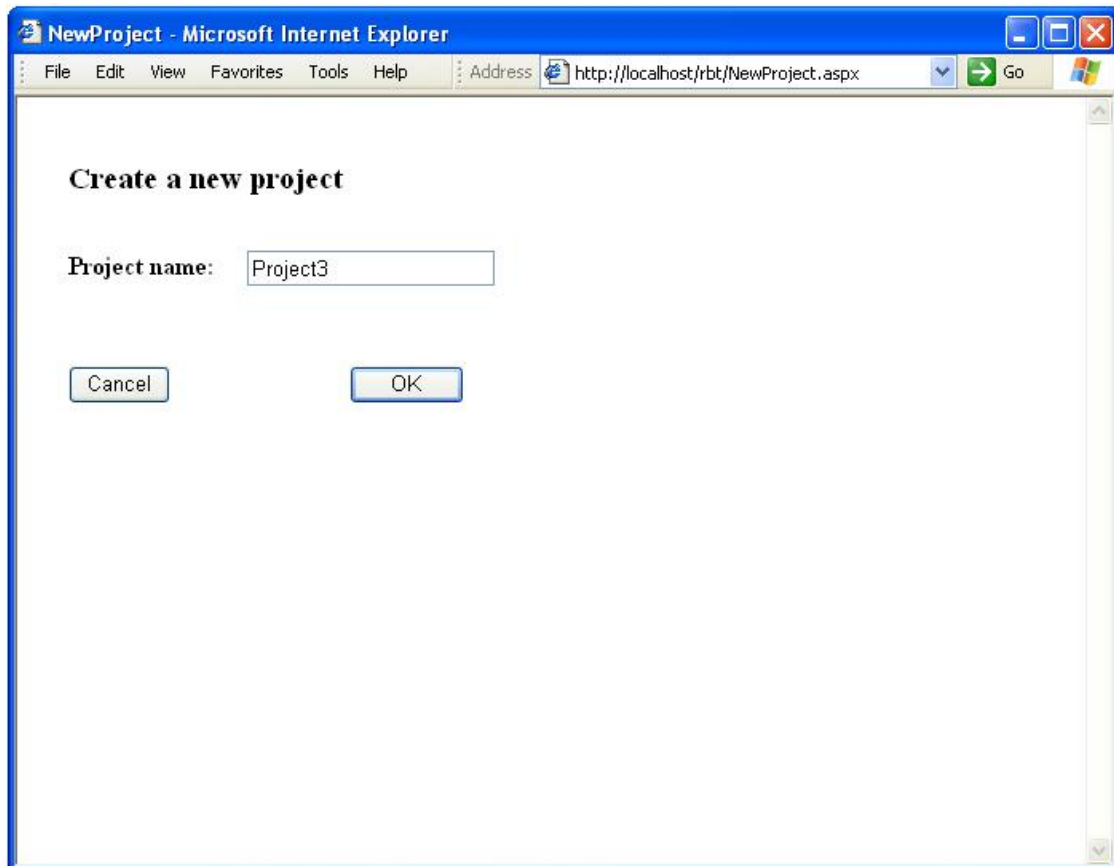 NewProject - Microsoft Internet Explorer
File Edit View Favorites Tools Help Address http://localhost/rbt/NewProject.aspx Go
Create a new project
Project name: Project3
Cancel OK